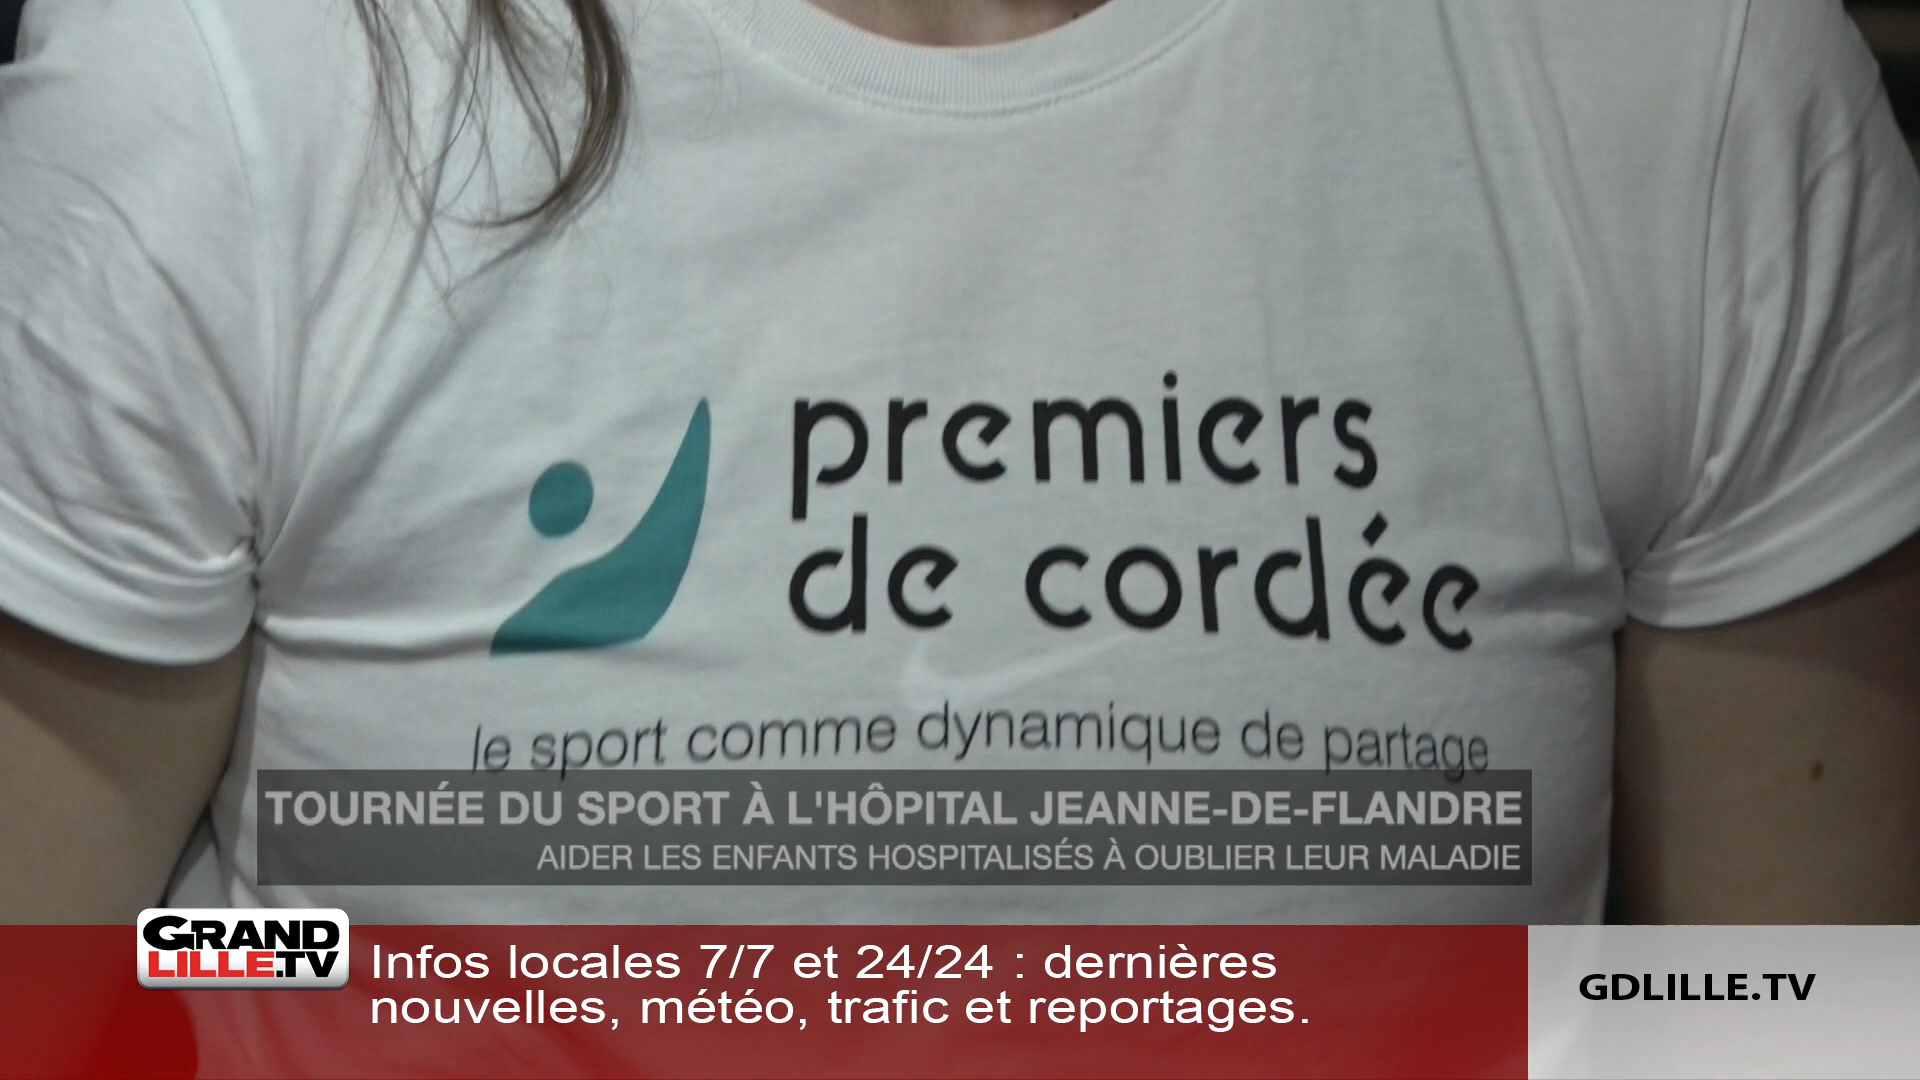 premiers
de cordée
le sport comme dynamique de partage
TOURNÉE DU SPORT À L'HÔPITAL JEANNE-DE-FLANDRE
AIDER LES ENFANTS HOSPITALISÉS À OUBLIER LEUR MALADIE
GRAND
LILLE.TV
Infos locales 7/7 et 24/24 : dernières
nouvelles, météo, trafic et reportages.
GDLILLE.TV